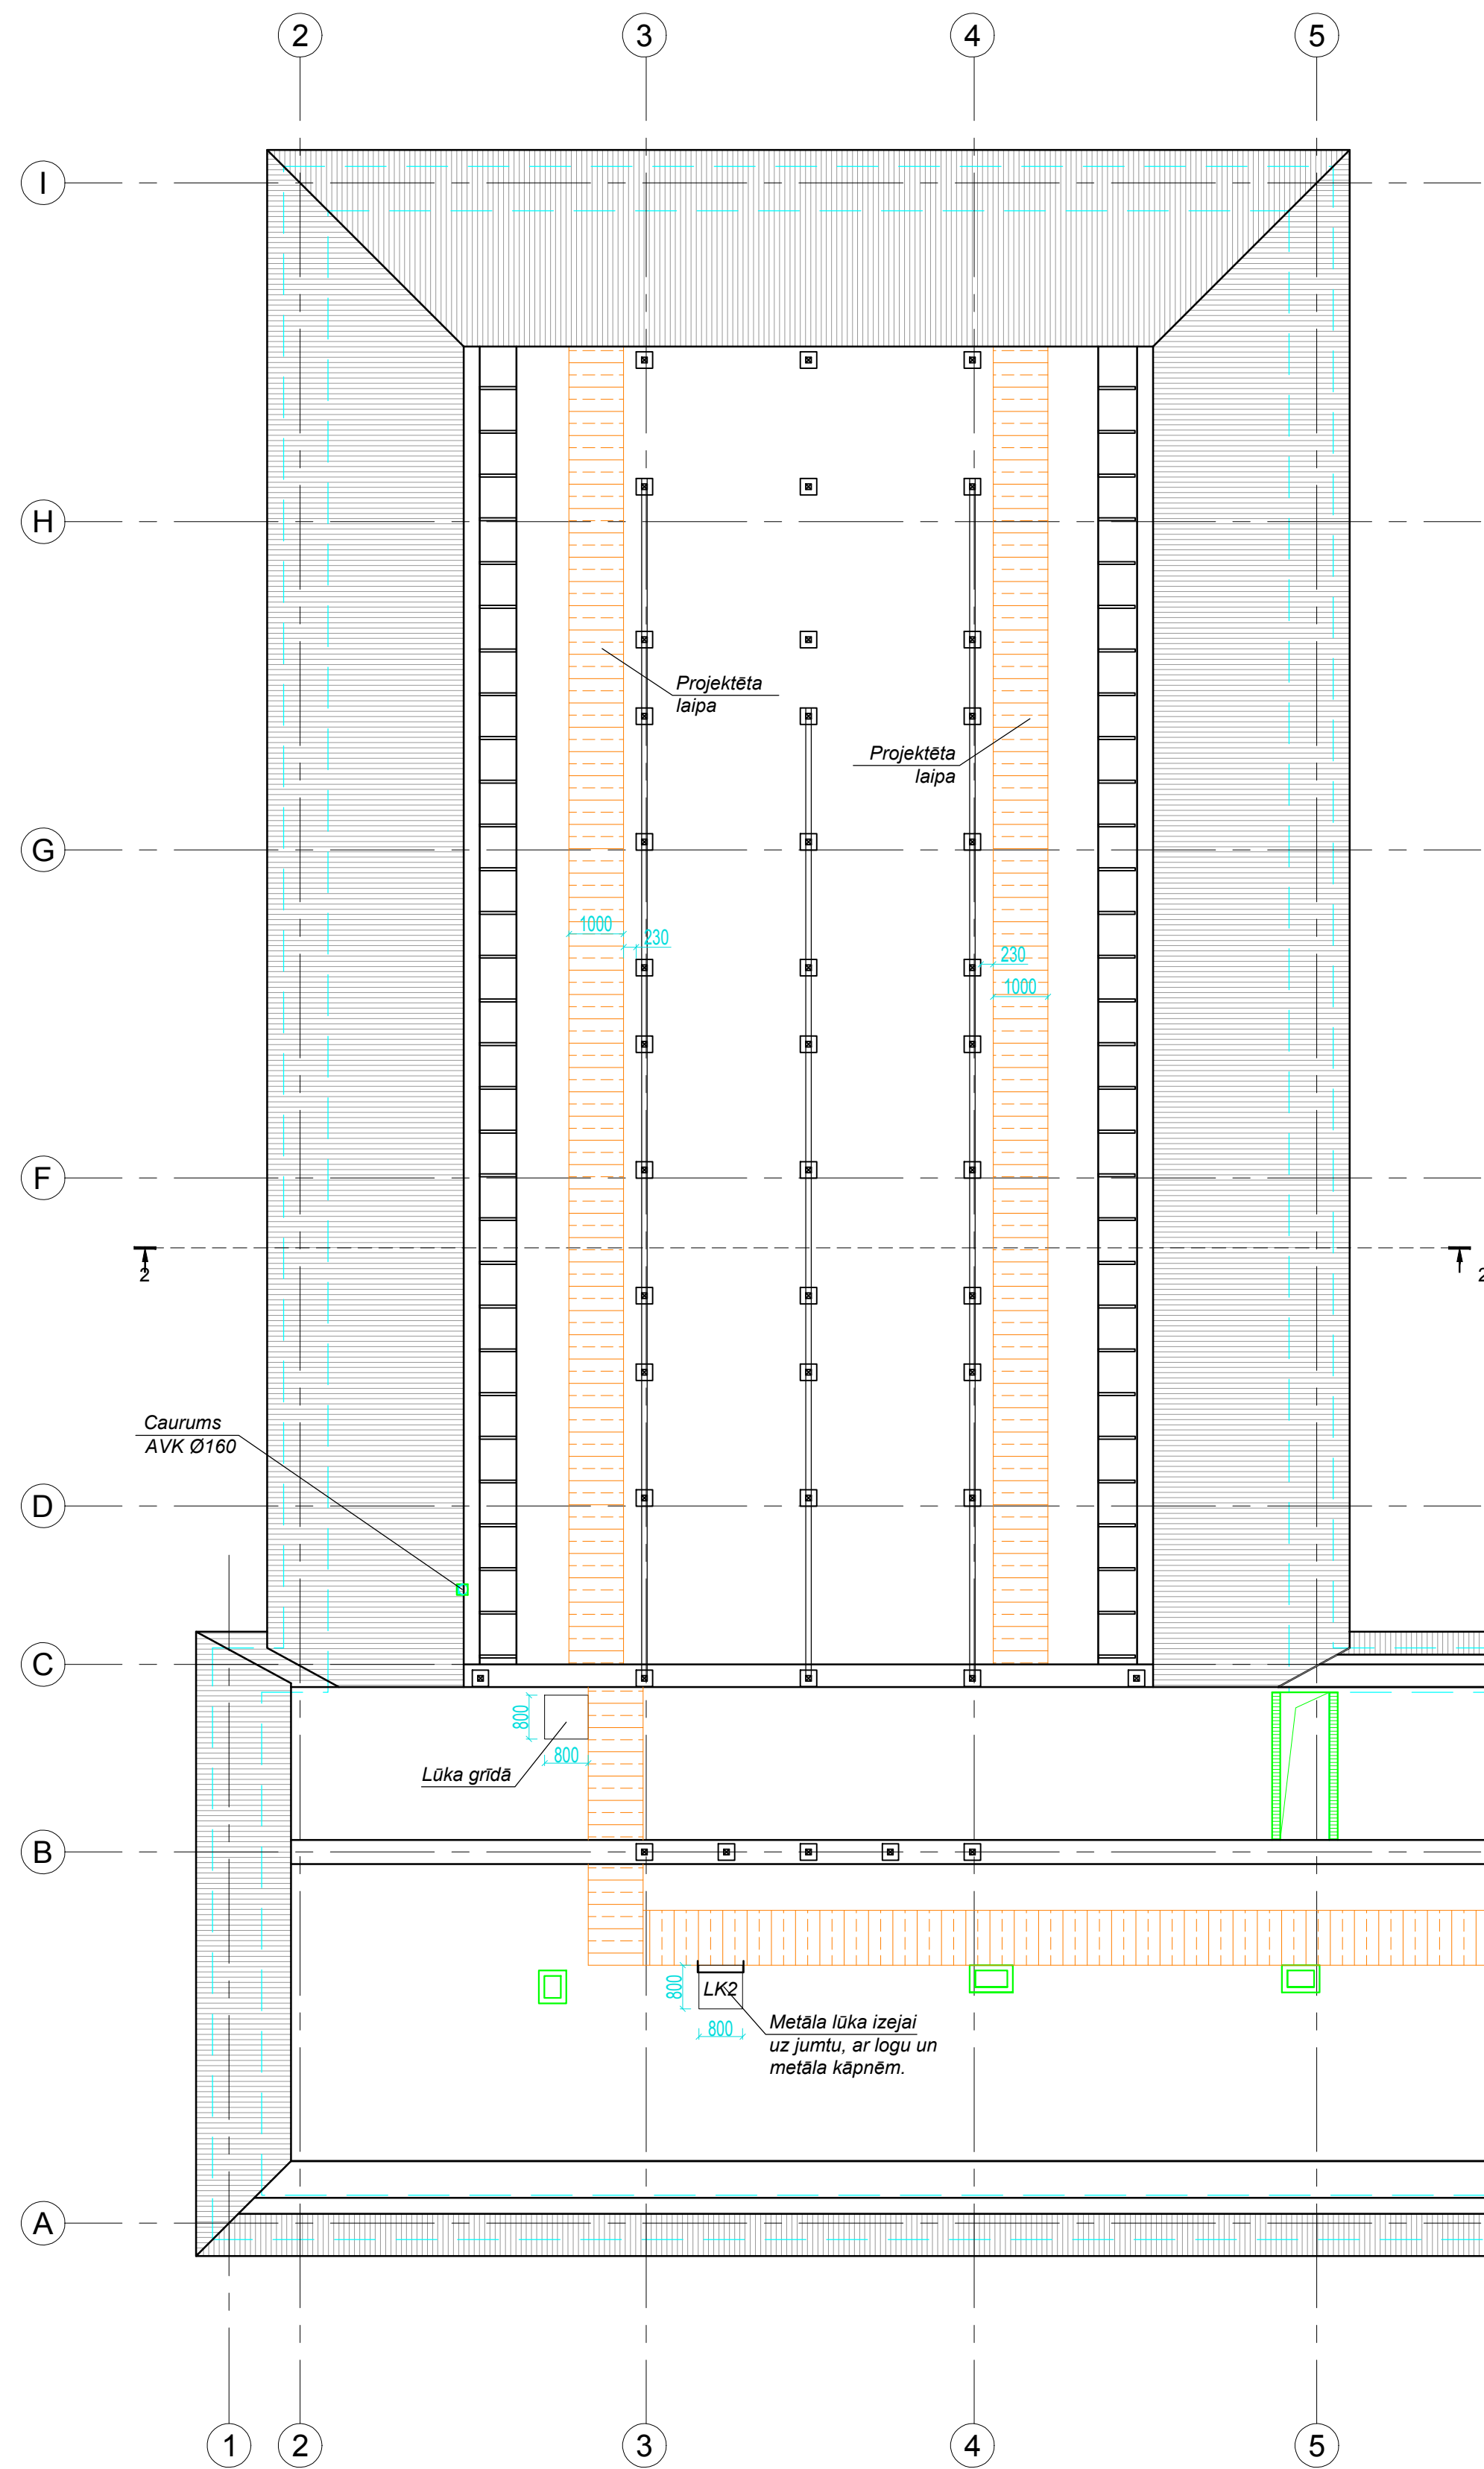 2
3
4
5
I
H
Projektēta
laipa
Projektēta
laipa
G
1000
230
230
1000
F
2
2
Caurums
AVK Ø160
D
C
800
800
Lūka grīdā
B
800
LK2
800
Metāla lūka izejai
uz jumtu, ar logu un
metāla kāpnēm.
A
1
2
3
4
5